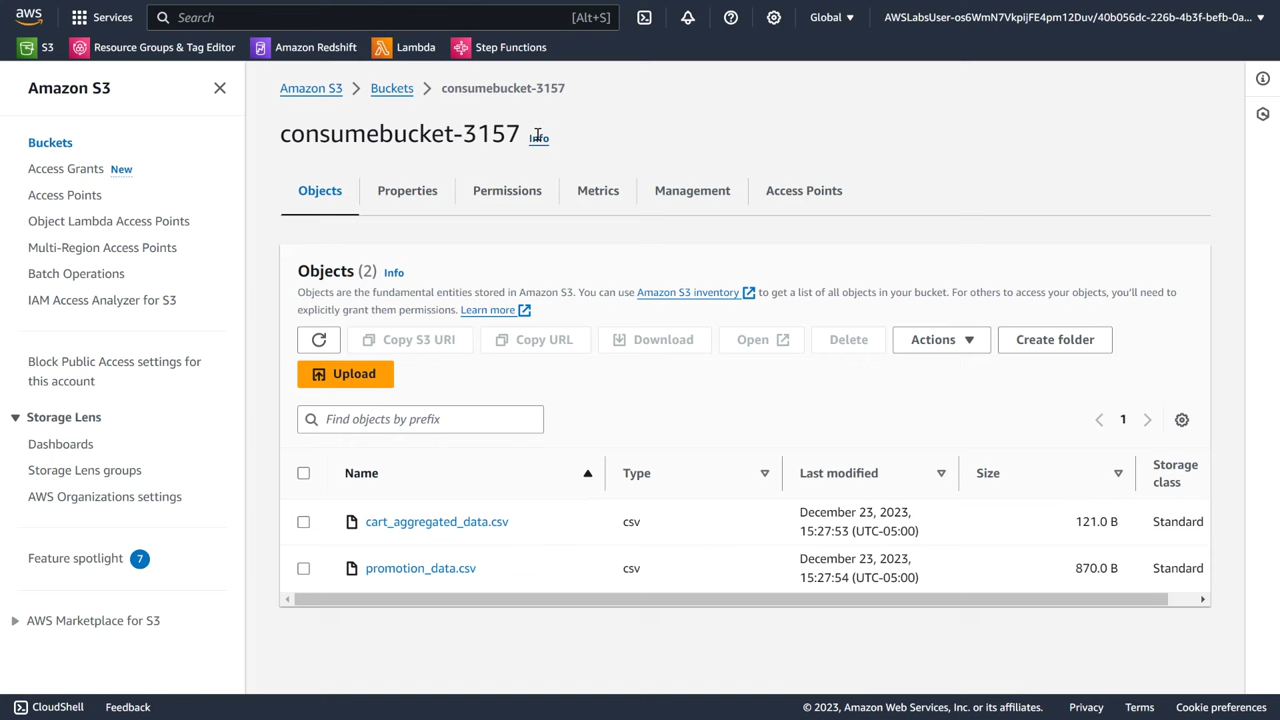 aws
Services
Search
[Alt+S]
Global
AWSLabsUser-os6WmN7VkpijFE4pm12Duv/40b056dc-226b-4b3f-befb-0a...
S3
Resource Groups & Tag Editor
Amazon Redshift
Lambda
Step Functions
Amazon S3
Buckets
Access Grants New
Access Points
Object Lambda Access Points
Multi-Region Access Points
Batch Operations
IAM Access Analyzer for S3
Block Public Access settings for
this account
Storage Lens
Dashboards
Storage Lens groups
AWS Organizations settings
Feature spotlight 7
AWS Marketplace for S3
Amazon S3
Buckets
consumebucket-3157
consumebucket-3157 Info
Objects
Properties
Permissions
Metrics
Management
Access Points
Objects (2) Info
Objects are the fundamental entities stored in Amazon S3. You can use Amazon S3 inventory to get a list of all objects in your bucket. For others to access your objects, you'll need to
explicitly grant them permissions. Learn more
Copy S3 URI
Copy URL
Download
Open
Delete
Actions
Create folder
Upload
Find objects by prefix
1
Name
Type
Last modified
Size
Storage
class
cart_aggregated_data.csv
csv
December 23, 2023,
15:27:53 (UTC-05:00)
121.0 B
Standard
promotion_data.csv
csv
December 23, 2023,
15:27:54 (UTC-05:00)
870.0 B
Standard
CloudShell
Feedback
© 2023, Amazon Web Services, Inc. or its affiliates.
Privacy
Terms
Cookie preferences